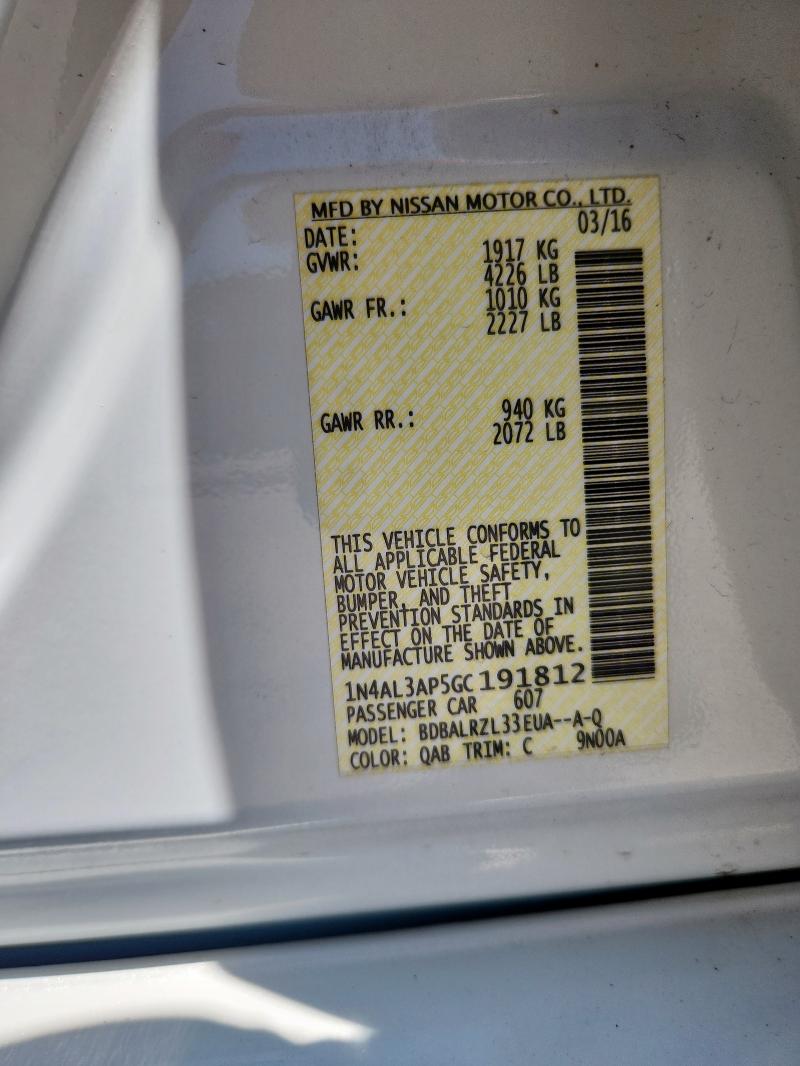 MFD BY NISSAN MOTOR CO., LTD.
DATE: 03/16
GVWR: 1917 KG
4226 LB
GAWR FR.: 1010 KG
2227 LB
GAWR RR.: 940 KG
2072 LB
THIS VEHICLE CONFORMS TO
ALL APPLICABLE FEDERAL
MOTOR VEHICLE SAFETY,
BUMPER, AND THEFT
PREVENTION STANDARDS IN
EFFECT ON THE DATE OF
MANUFACTURE SHOWN ABOVE.
1N4AL3AP5GC191812
PASSENGER CAR 607
MODEL: BDBALRZL33EUA--A-Q
COLOR: QAB TRIM: C 9N00A